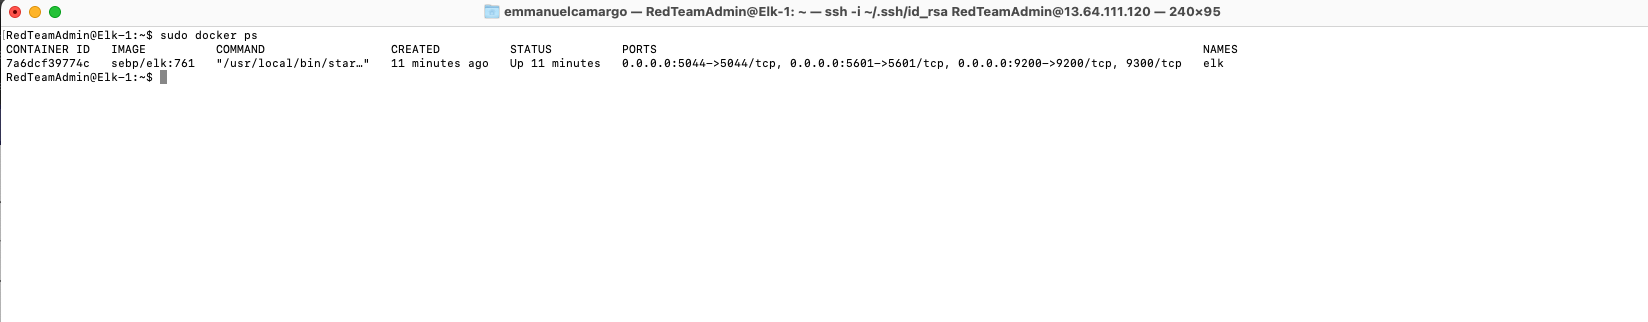 emmanuelcamargo — RedTeamAdmin@Elk-1: ~ — ssh -i ~/.ssh/id_rsa RedTeamAdmin@13.64.111.120 — 240×95
[RedTeamAdmin@Elk-1:~$ sudo docker ps
CONTAINER ID   IMAGE          COMMAND                  CREATED          STATUS          PORTS                                                                              NAMES
7a6dcf39774c   sebp/elk:761   "/usr/local/bin/star…"   11 minutes ago   Up 11 minutes   0.0.0.0:5044->5044/tcp, 0.0.0.0:5601->5601/tcp, 0.0.0.0:9200->9200/tcp, 9300/tcp   elk
RedTeamAdmin@Elk-1:~$